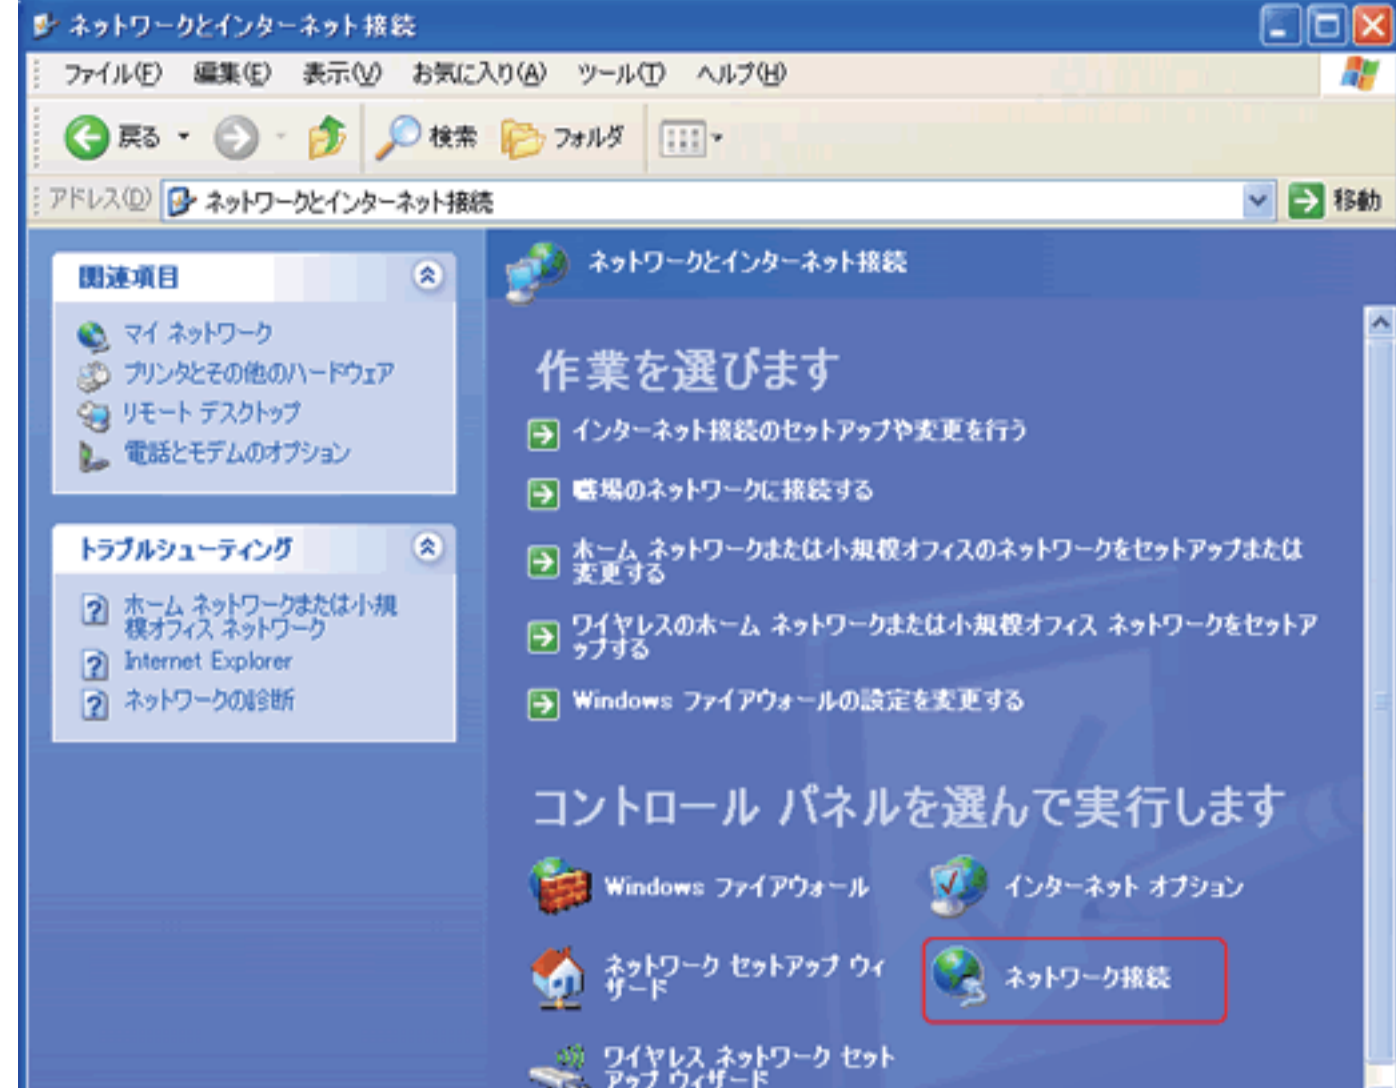 ネットワークとインターネット接続
ファイル(F) 編集(E) 表示(V) お気に入り(A) ツール(T) ヘルプ(H)
戻る 検索 フォルダ
アドレス(D) ネットワークとインターネット接続 移動
関連項目
マイ ネットワーク
プリンタとその他のハードウェア
リモート デスクトップ
電話とモデムのオプション
トラブルシューティング
ホーム ネットワークまたは小規
模オフィス ネットワーク
Internet Explorer
ネットワークの診断
ネットワークとインターネット接続
作業を選びます
インターネット接続のセットアップや変更を行う
職場のネットワークに接続する
ホーム ネットワークまたは小規模オフィスのネットワークをセットアップまたは
変更する
ワイヤレスのホーム ネットワークまたは小規模オフィス ネットワークをセットア
ップする
Windows ファイアウォールの設定を変更する
コントロール パネルを選んで実行します
Windows ファイアウォール
インターネット オプション
ネットワーク セットアップ ウィ
ザード
ネットワーク接続
ワイヤレス ネットワーク セット
アップ ウィザード